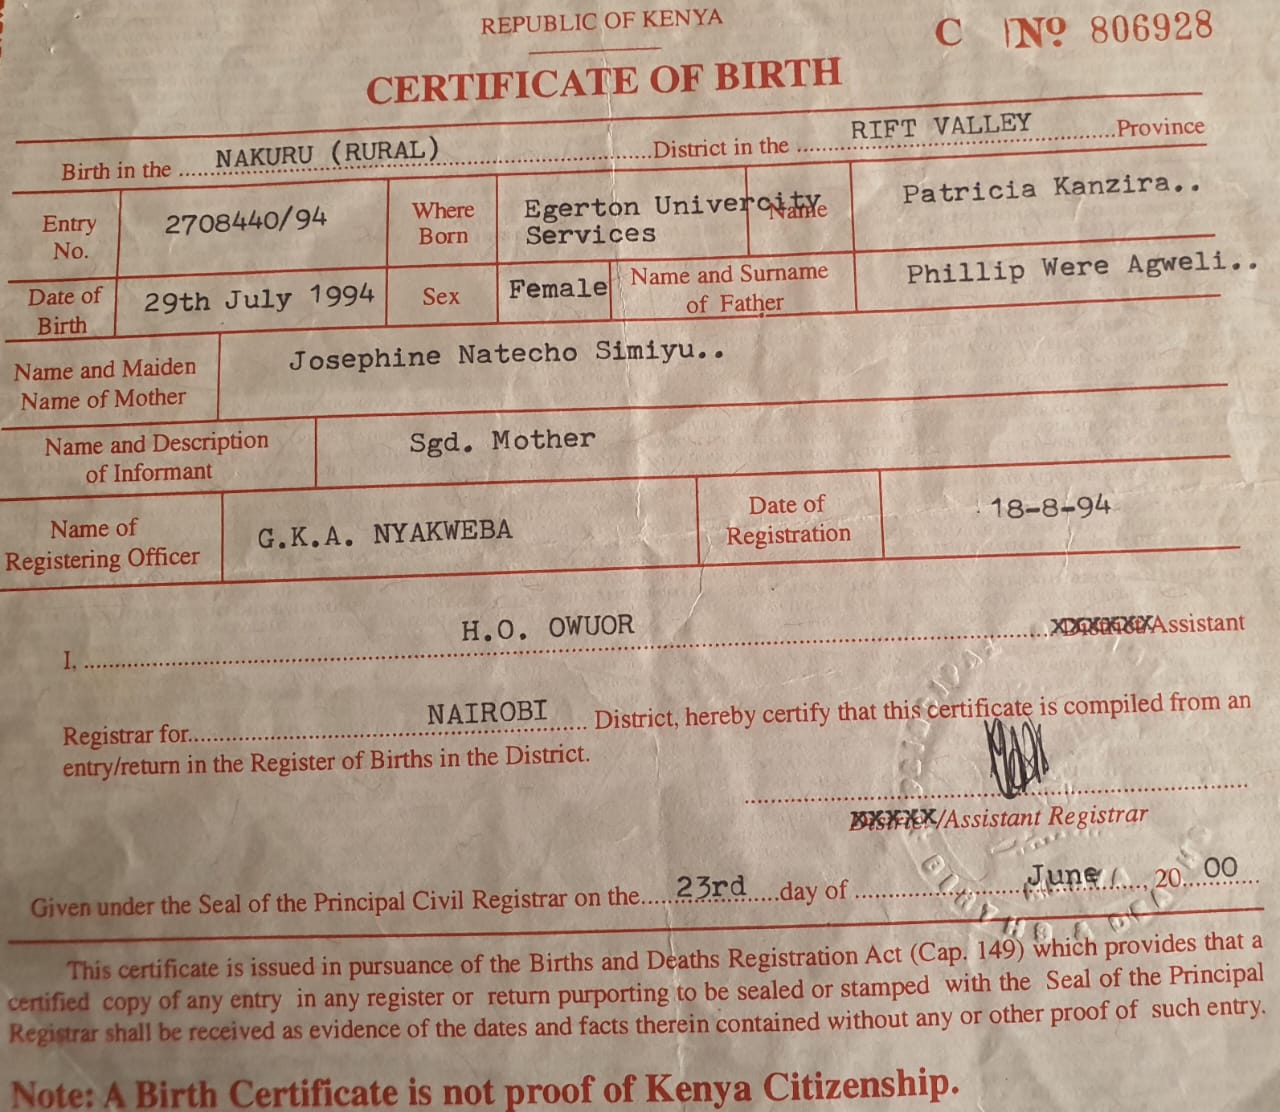 REPUBLIC OF KENYA
C Nº 806928
CERTIFICATE OF BIRTH
Birth in the NAKURU (RURAL) District in the RIFT VALLEY Province
Entry No. 2708440/94
Where Born Egerton Univercity Services
Name Patricia Kanzira..
Date of Birth 29th July 1994
Sex Female
Name and Surname of Father Phillip Were Agweli..
Name and Maiden Name of Mother Josephine Natecho Simiyu..
Name and Description of Informant Sgd. Mother
Name of Registering Officer G.K.A. NYAKWEBA
Date of Registration 18-8-94
I, H.O. OWUOR Assistant
Registrar for NAIROBI District, hereby certify that this certificate is compiled from an
entry/return in the Register of Births in the District.
District/Assistant Registrar
Given under the Seal of the Principal Civil Registrar on the 23rd day of June, 20 00
This certificate is issued in pursuance of the Births and Deaths Registration Act (Cap. 149) which provides that a
certified copy of any entry in any register or return purporting to be sealed or stamped with the Seal of the Principal
Registrar shall be received as evidence of the dates and facts therein contained without any or other proof of such entry.
Note: A Birth Certificate is not proof of Kenya Citizenship.